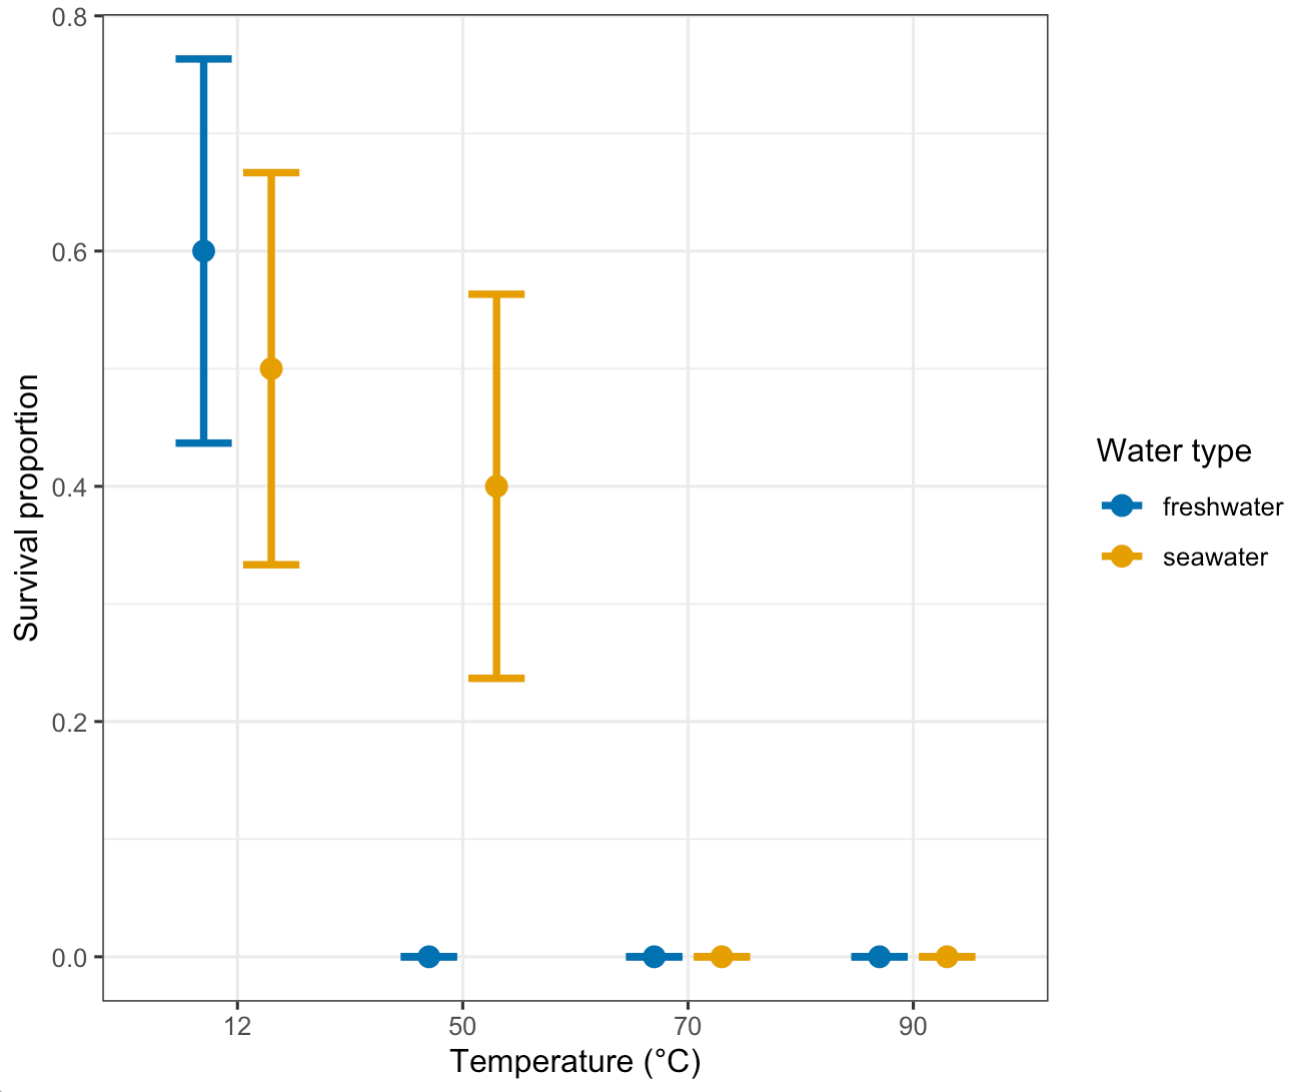 0.8
0.6
0.4
0.2
0.0
Survival proportion
12 50 70 90
Temperature (°C)
Water type
freshwater
seawater